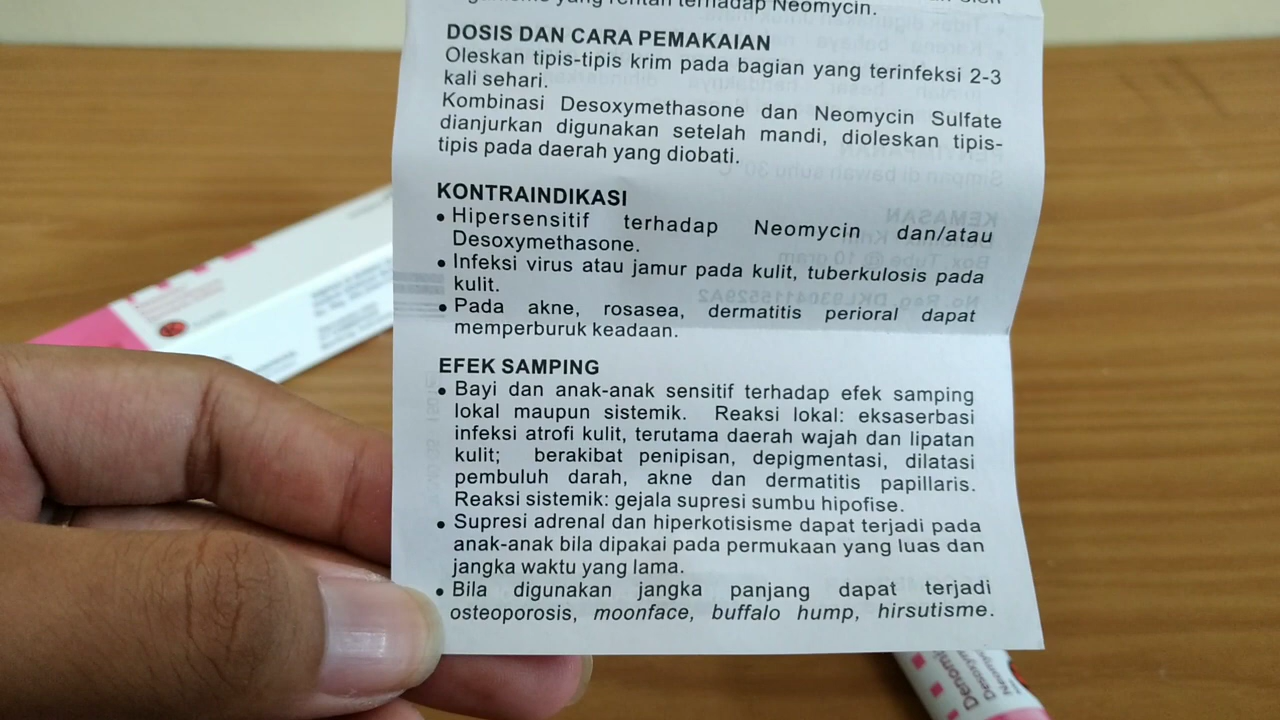 yang rentan terhadap Neomycin.
DOSIS DAN CARA PEMAKAIAN
Oleskan tipis-tipis krim pada bagian yang terinfeksi 2-3
kali sehari.
Kombinasi Desoxymethasone dan Neomycin Sulfate
dianjurkan digunakan setelah mandi, dioleskan tipis-
tipis pada daerah yang diobati.
KONTRAINDIKASI
• Hipersensitif terhadap Neomycin dan/atau
Desoxymethasone.
• Infeksi virus atau jamur pada kulit, tuberkulosis pada
kulit.
• Pada akne, rosasea, dermatitis perioral dapat
memperburuk keadaan.
EFEK SAMPING
• Bayi dan anak-anak sensitif terhadap efek samping
lokal maupun sistemik. Reaksi lokal: eksaserbasi
infeksi atrofi kulit, terutama daerah wajah dan lipatan
kulit; berakibat penipisan, depigmentasi, dilatasi
pembuluh darah, akne dan dermatitis papillaris.
Reaksi sistemik: gejala supresi sumbu hipofise.
• Supresi adrenal dan hiperkotisisme dapat terjadi pada
anak-anak bila dipakai pada permukaan yang luas dan
jangka waktu yang lama.
• Bila digunakan jangka panjang dapat terjadi
osteoporosis, moonface, buffalo hump, hirsutisme.